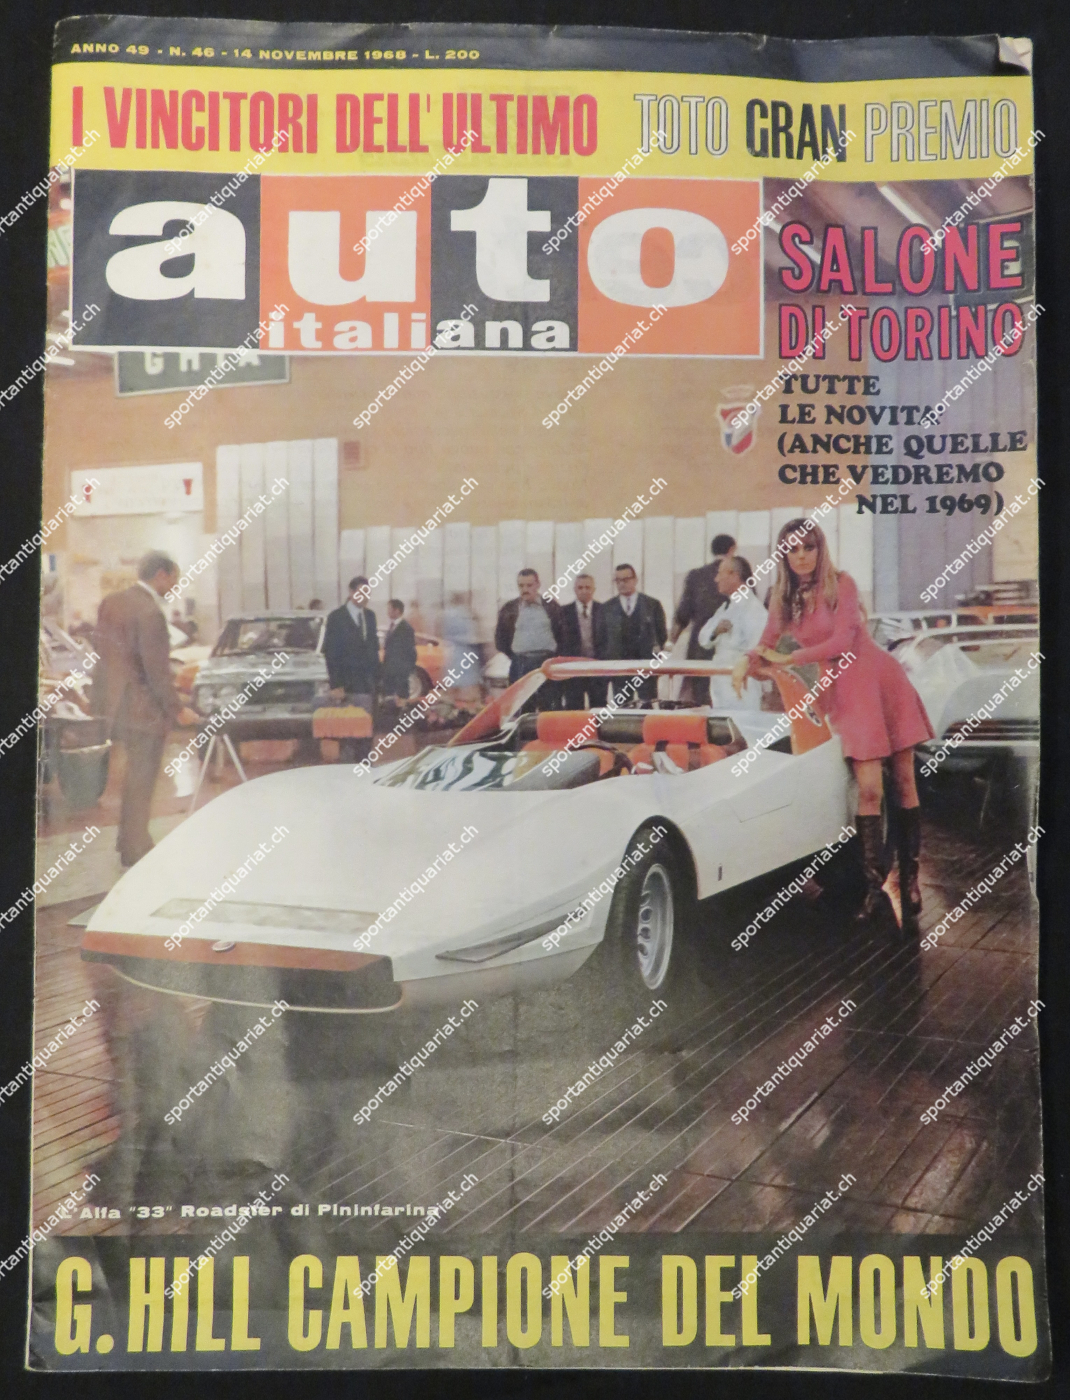 ANNO 49 - N. 46 - 14 NOVEMBRE 1968 - L. 200
I VINCITORI DELL'ULTIMO TOTO GRAN PREMIO
auto
italiana
SALONE
DI TORINO
TUTTE
LE NOVITA'
(ANCHE QUELLE
CHE VEDREMO
NEL 1969)
GHIA
L'Alfa "33" Roadster di Pininfarina
G. HILL CAMPIONE DEL MONDO
sportantiquariat.ch